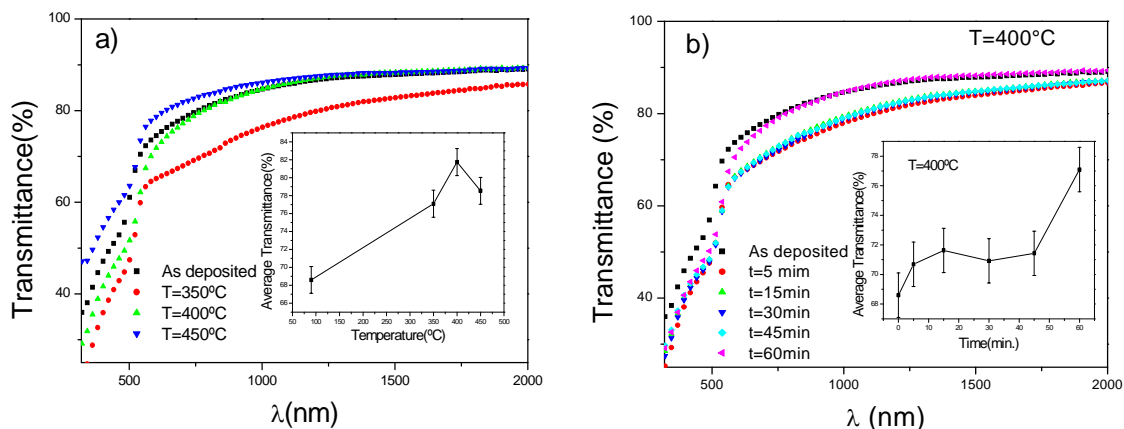 a)
Transmittance(%)
100
80
60
40
500
1000
1500
2000
λ(nm)
As deposited
T=350ºC
T=400ºC
T=450ºC
Average Transmittance(%)
84
82
80
78
76
74
72
70
68
66
50 100 150 200 250 300 350 400 450 500
Temperature(ºC)
b)
T=400°C
Transmittance (%)
100
80
60
40
500
1000
1500
2000
λ (nm)
As deposited
t=5 mim
t=15min
t=30min
t=45min
t=60min
T=400ºC
Average Transmittance(%)
78
76
74
72
70
68
0 10 20 30 40 50 60
Time(min.)